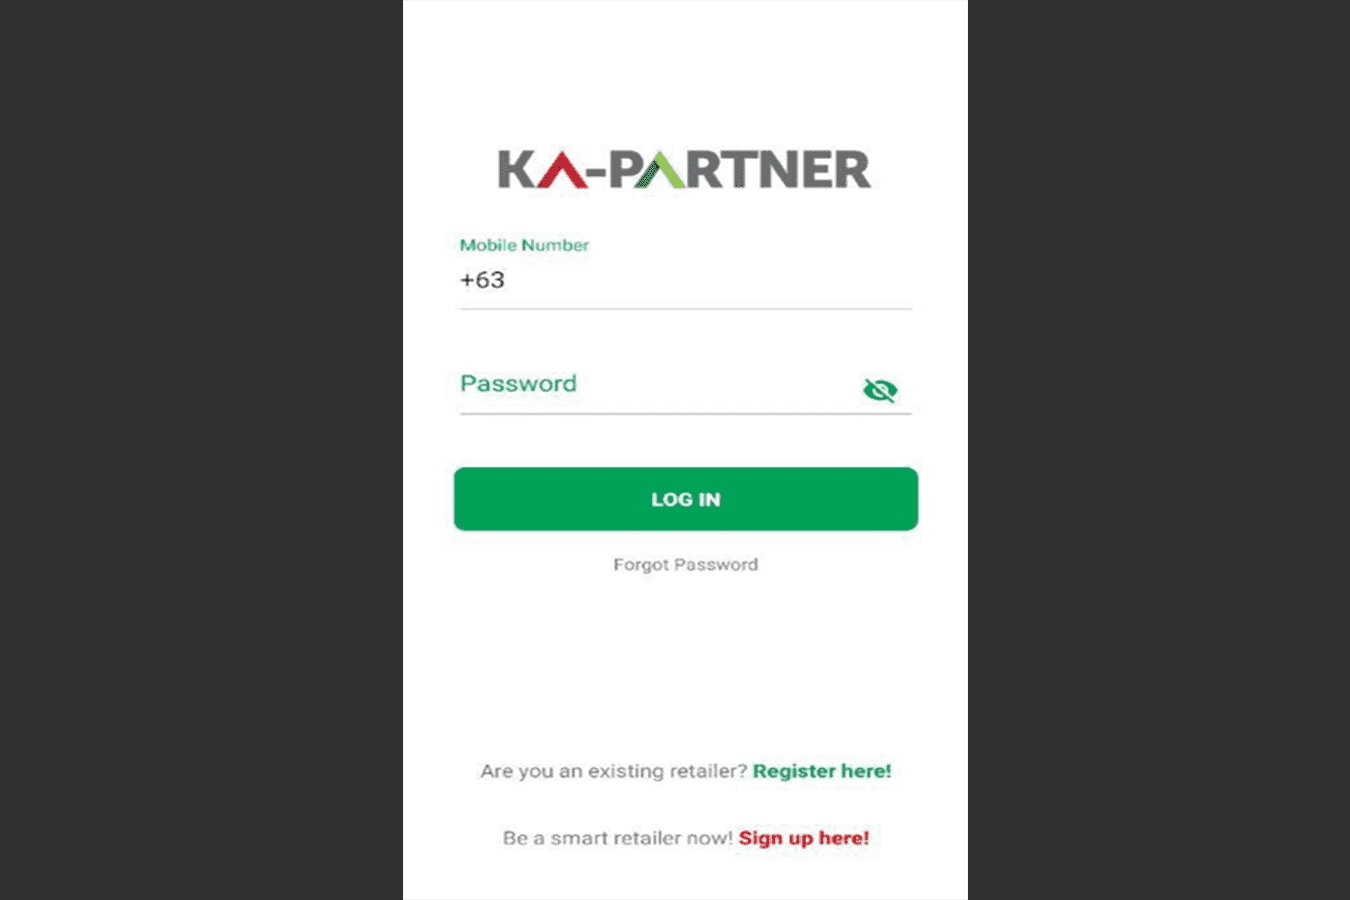 KA-PARTNER
Mobile Number
+63
Password
LOG IN
Forgot Password
Are you an existing retailer? Register here!
Be a smart retailer now! Sign up here!